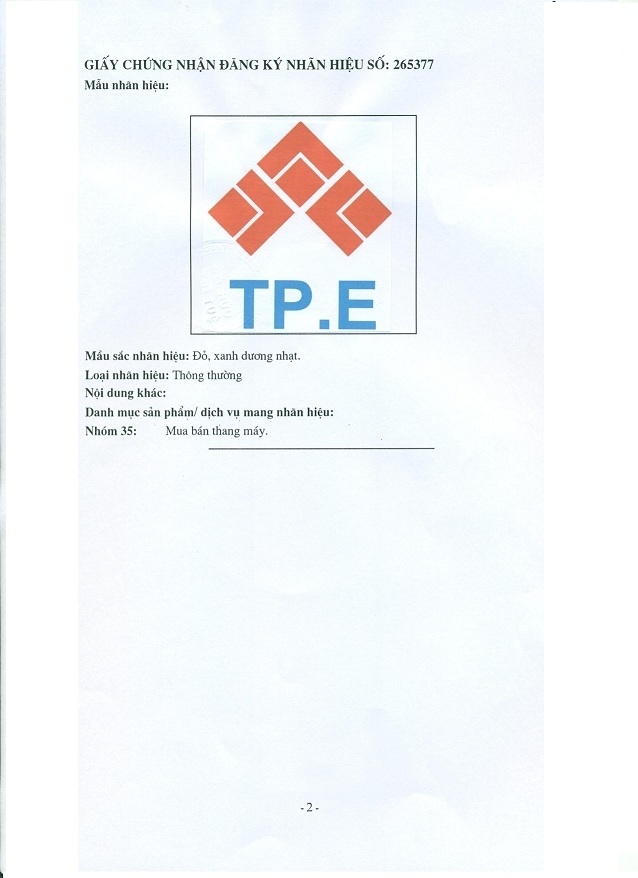 GIẤY CHỨNG NHẬN ĐĂNG KÝ NHÃN HIỆU SỐ: 265377
Mẫu nhãn hiệu:
TP.E
Mầu sắc nhãn hiệu: Đỏ, xanh dương nhạt.
Loại nhãn hiệu: Thông thường
Nội dung khác:
Danh mục sản phẩm/ dịch vụ mang nhãn hiệu:
Nhóm 35: Mua bán thang máy.
- 2 -